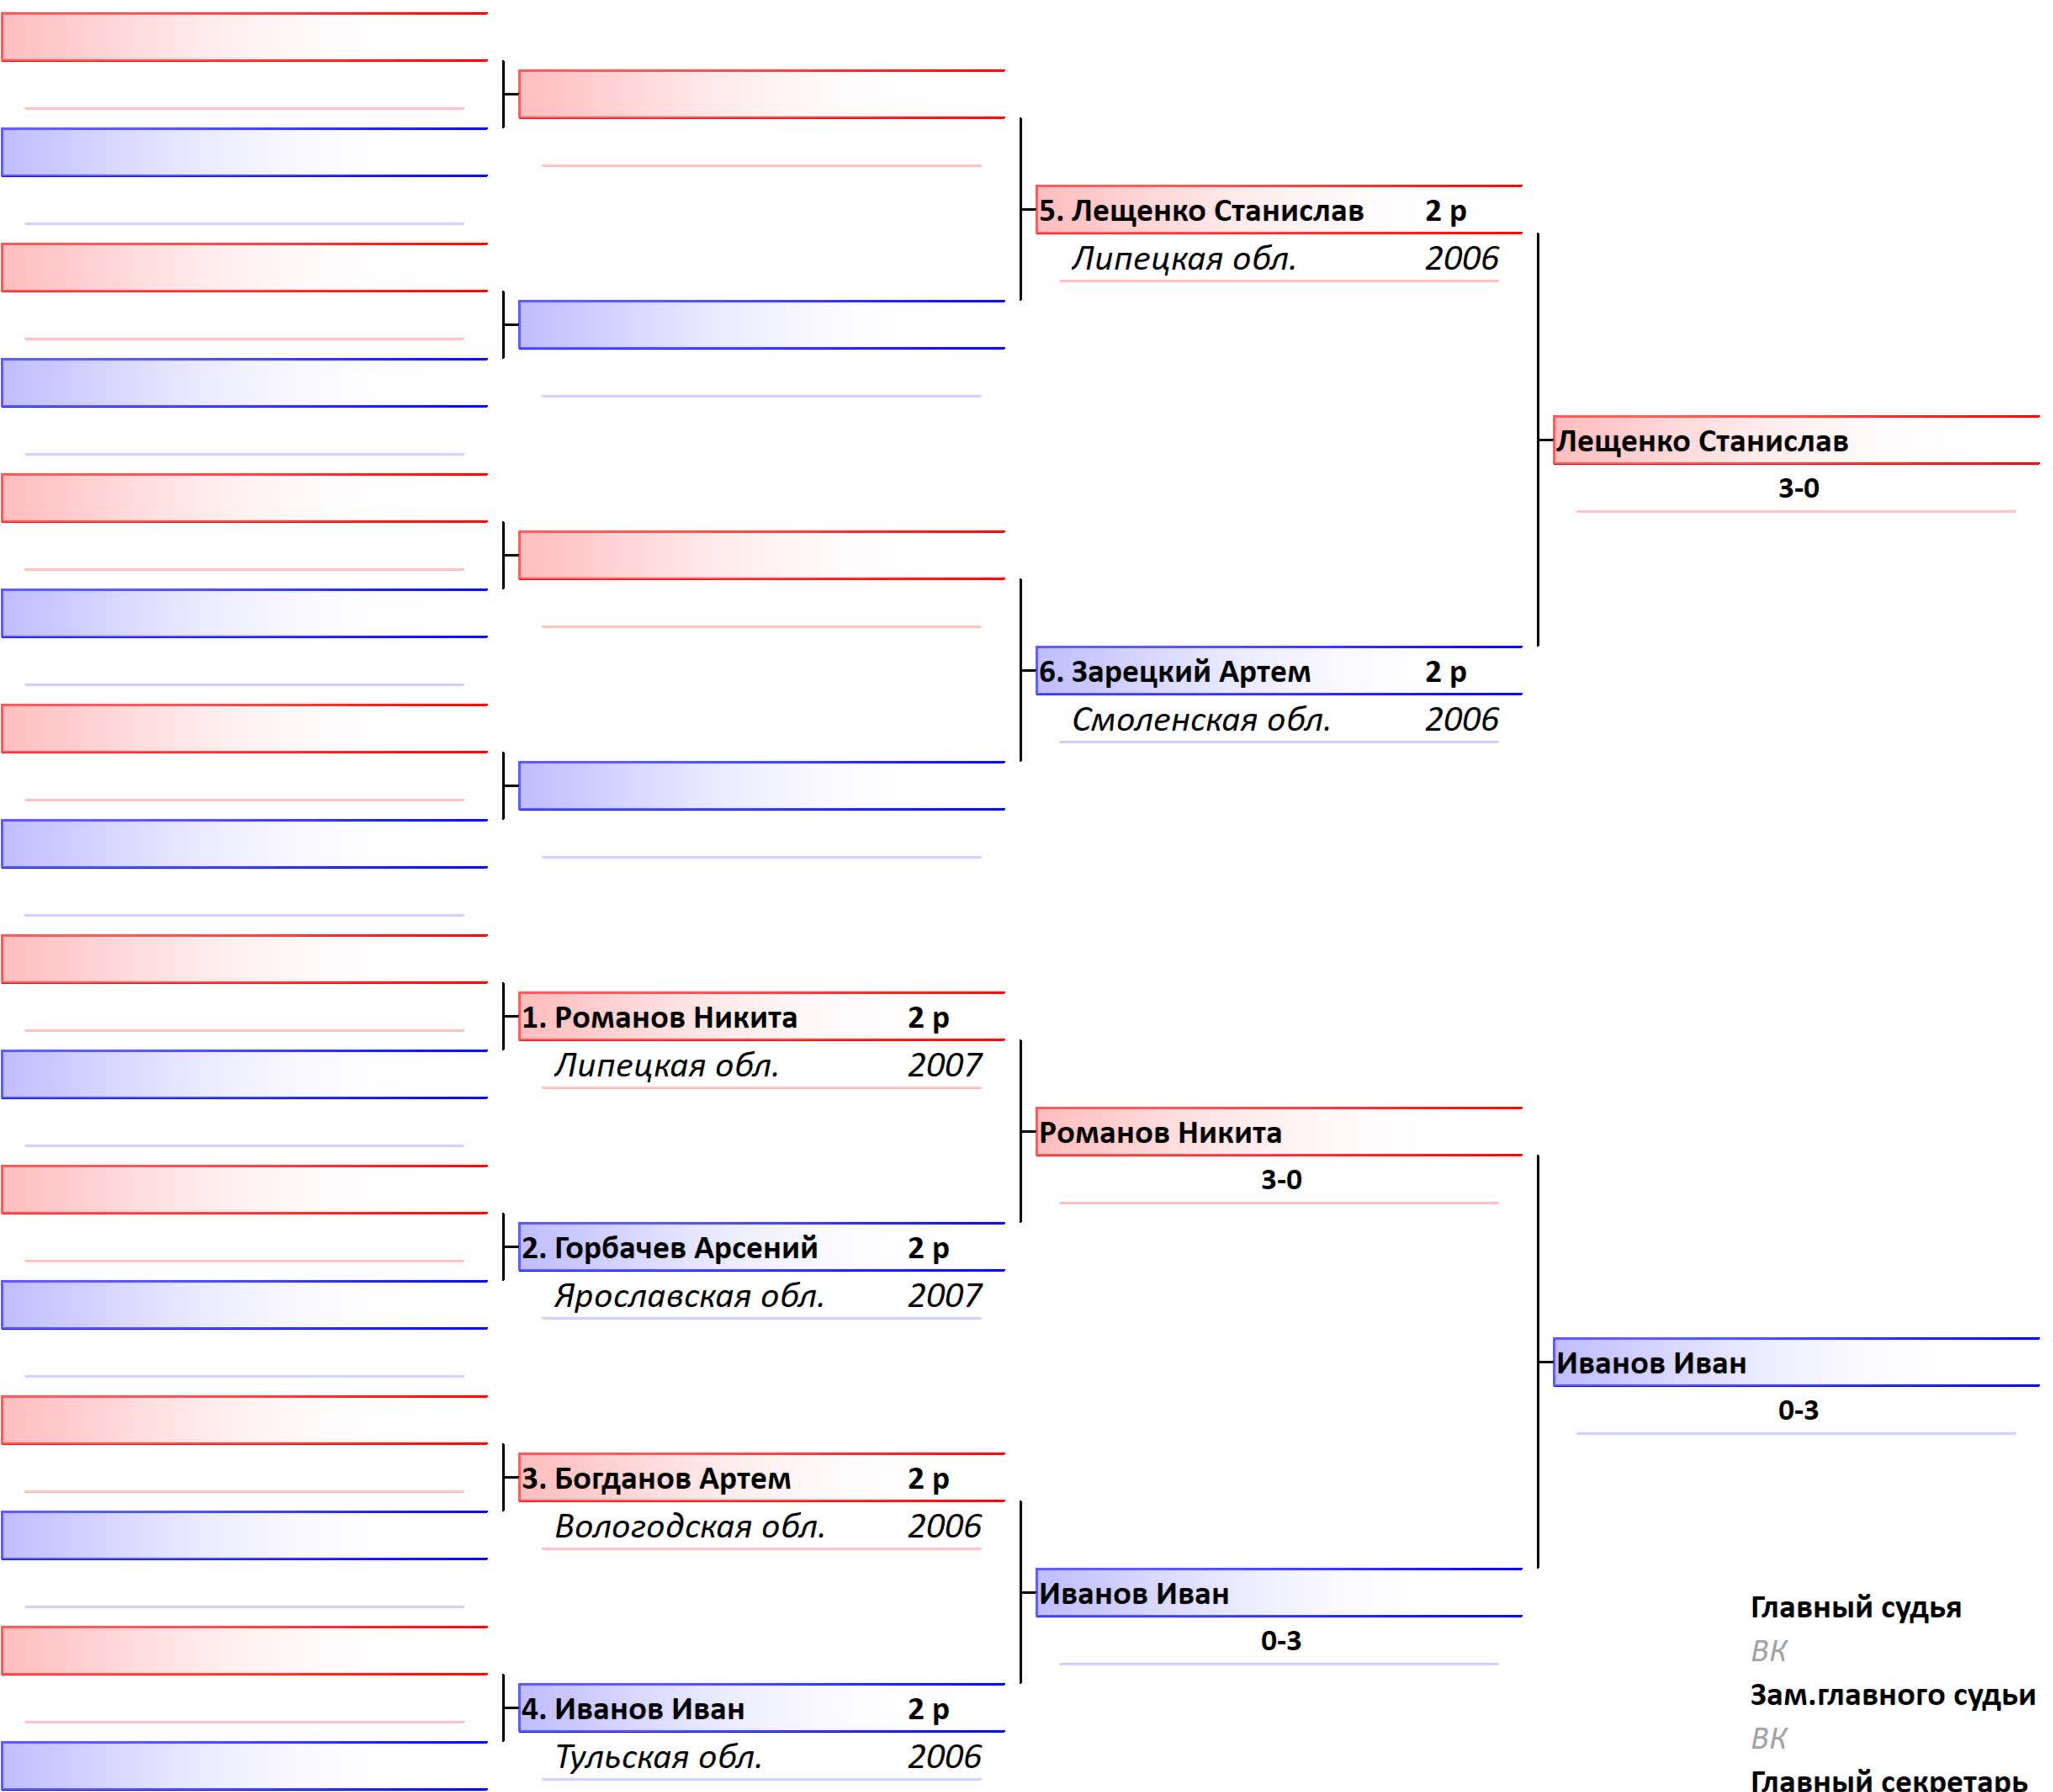 5. Лещенко Станислав 2 р
Липецкая обл. 2006
Лещенко Станислав
3-0
6. Зарецкий Артем 2 р
Смоленская обл. 2006
1. Романов Никита 2 р
Липецкая обл. 2007
Романов Никита
3-0
2. Горбачев Арсений 2 р
Ярославская обл. 2007
Иванов Иван
0-3
3. Богданов Артем 2 р
Вологодская обл. 2006
Иванов Иван
0-3
4. Иванов Иван 2 р
Тульская обл. 2006
Главный судья
ВК
Зам.главного судьи
ВК
Главный секретарь